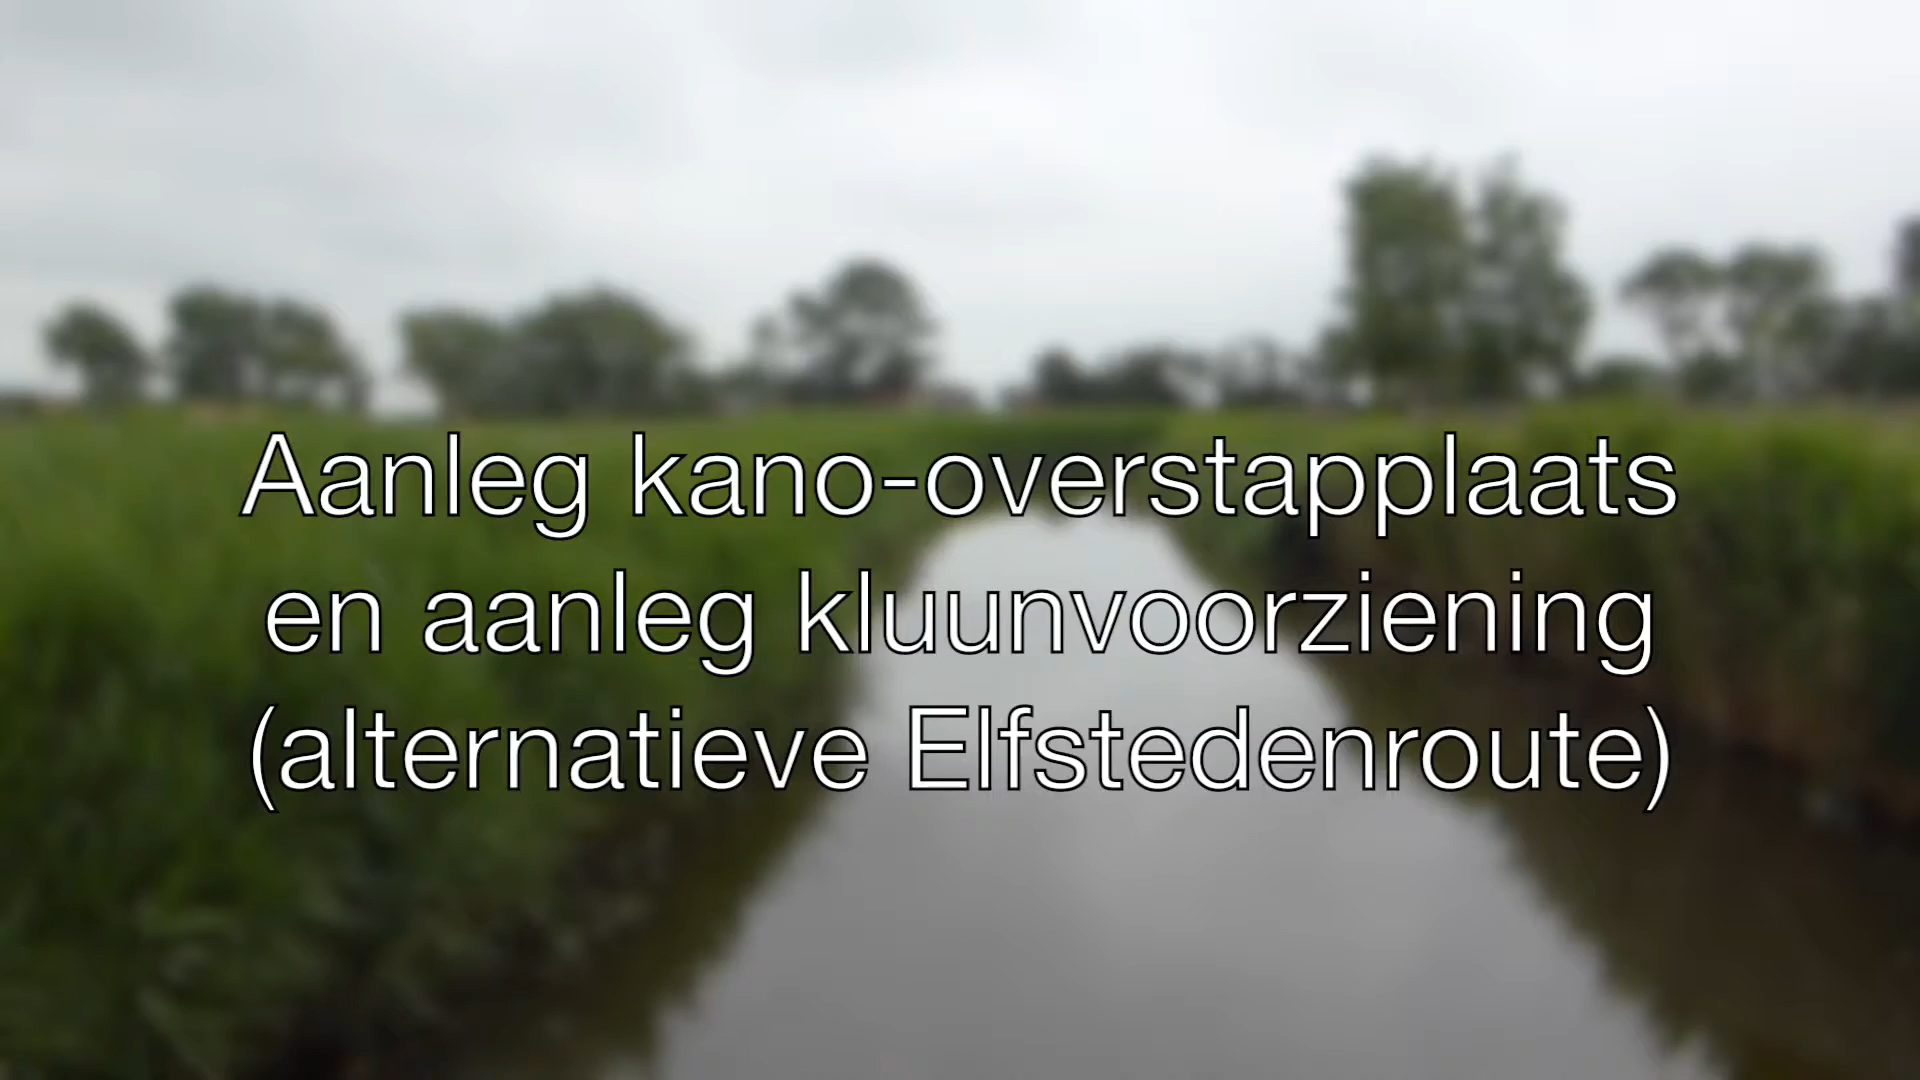 Aanleg kano-overstapplaats
en aanleg kluunvoorziening
(alternatieve Elfstedenroute)